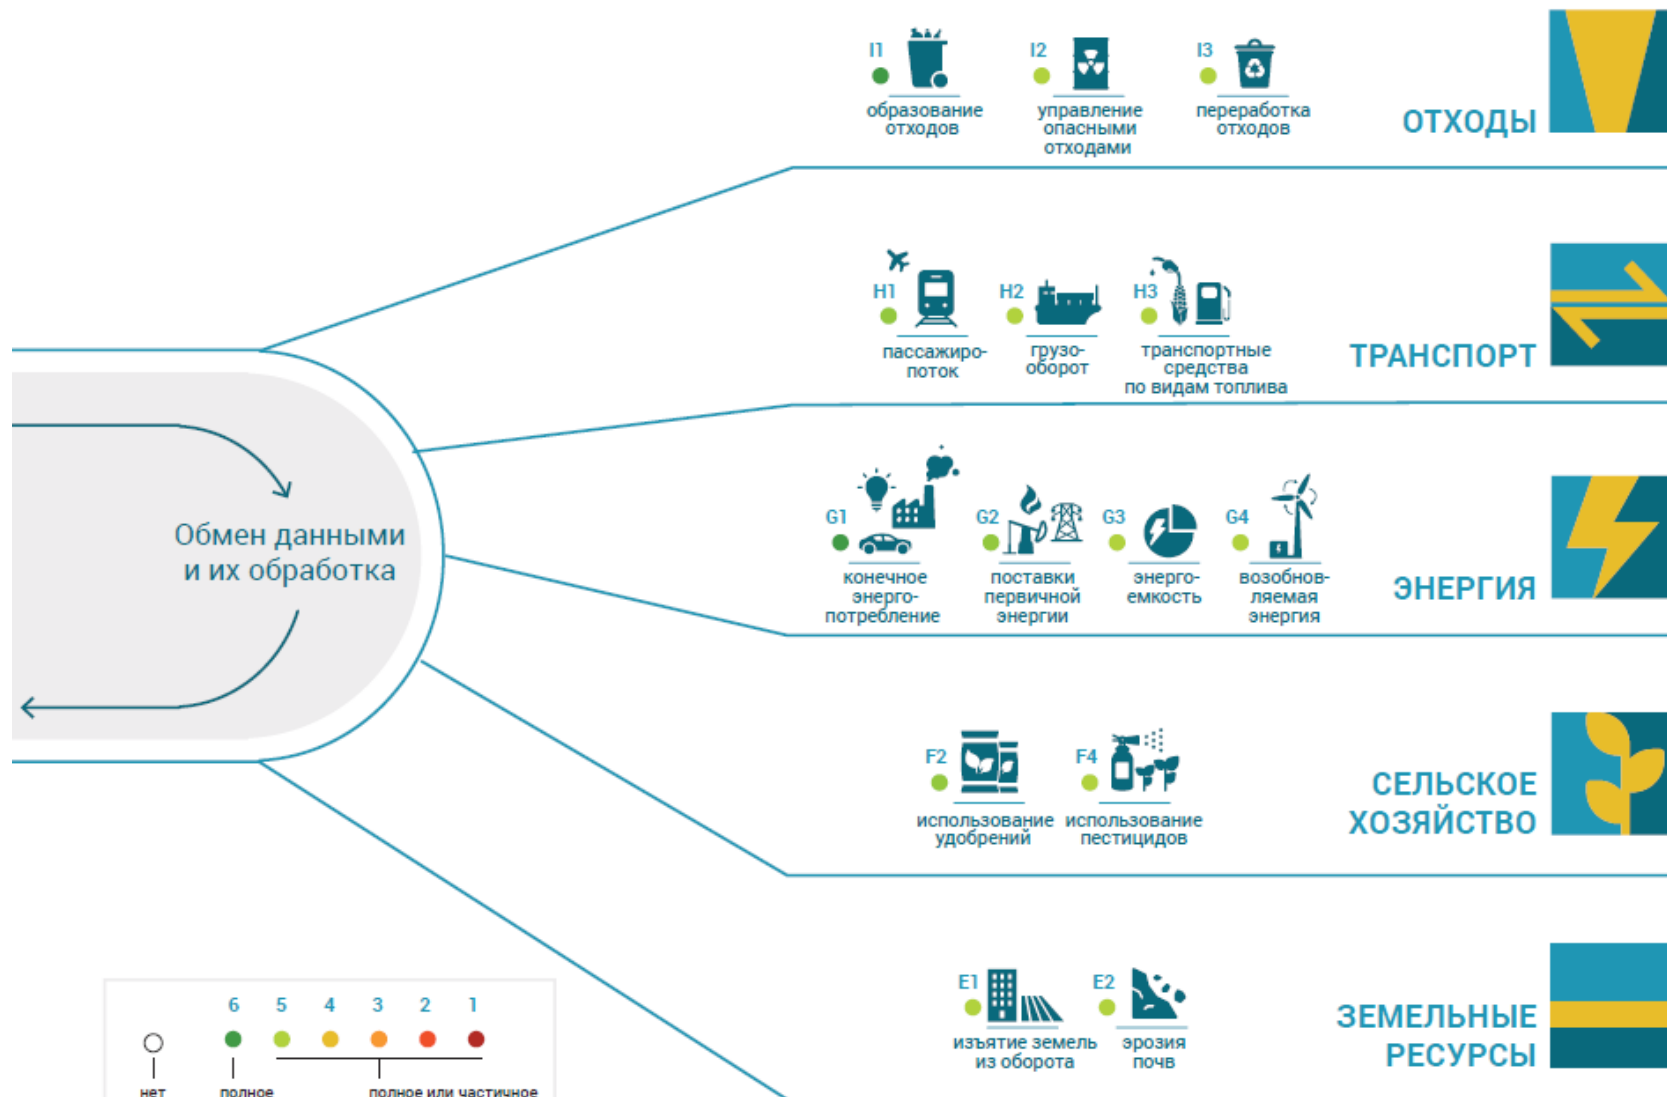 I1
I2
I3
образование
отходов
управление
опасными
отходами
переработка
отходов
ОТХОДЫ
H1
H2
H3
пассажиро-
поток
грузо-
оборот
транспортные
средства
по видам топлива
ТРАНСПОРТ
Обмен данными
и их обработка
G1
G2
G3
G4
конечное
энерго-
потребление
поставки
первичной
энергии
энерго-
емкость
возобнов-
ляемая
энергия
ЭНЕРГИЯ
F2
F4
использование
удобрений
использование
пестицидов
СЕЛЬСКОЕ
ХОЗЯЙСТВО
E1
E2
изъятие земель
из оборота
эрозия
почв
ЗЕМЕЛЬНЫЕ
РЕСУРСЫ
6 5 4 3 2 1
нет
полное
полное или частичное